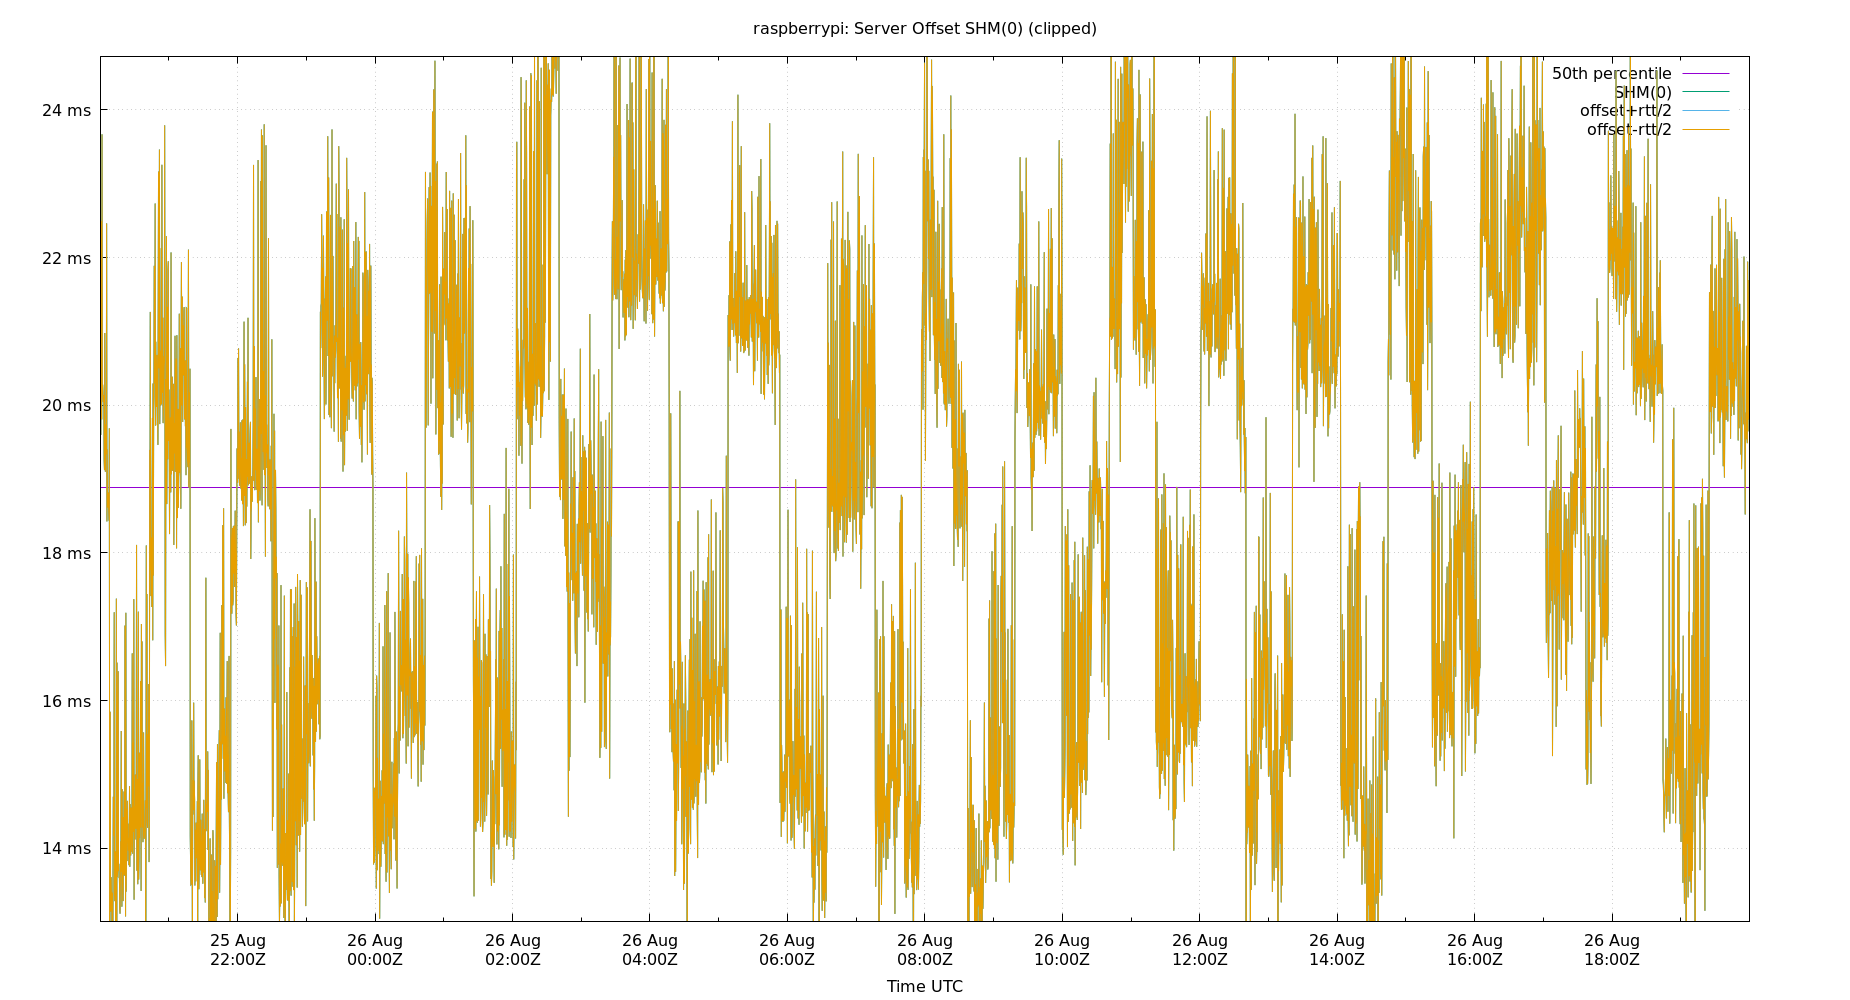 raspberrypi: Server Offset SHM(0) (clipped)
50th percentile
SHM(0)
offset+rtt/2
offset-rtt/2
24 ms
22 ms
20 ms
18 ms
16 ms
14 ms
25 Aug 26 Aug 26 Aug 26 Aug 26 Aug 26 Aug 26 Aug 26 Aug 26 Aug 26 Aug 26 Aug
22:00Z 00:00Z 02:00Z 04:00Z 06:00Z 08:00Z 10:00Z 12:00Z 14:00Z 16:00Z 18:00Z
Time UTC